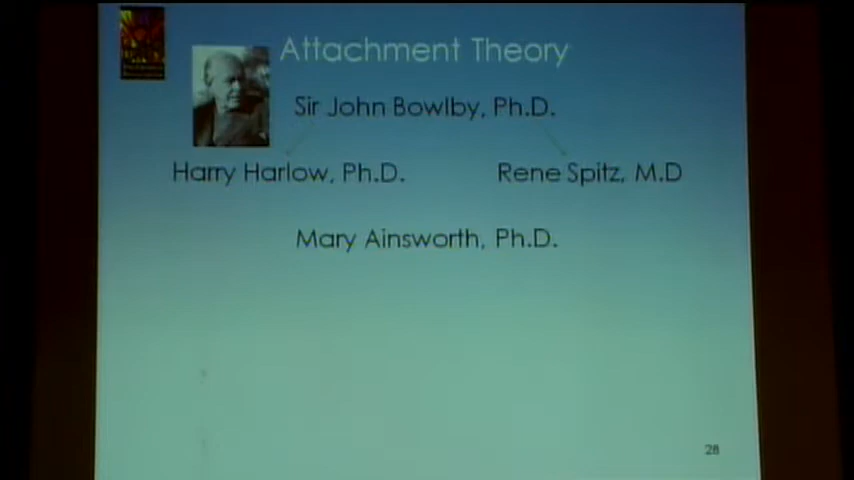 Attachment Theory
Sir John Bowlby, Ph.D.
Harry Harlow, Ph.D.
Rene Spitz, M.D
Mary Ainsworth, Ph.D.
28